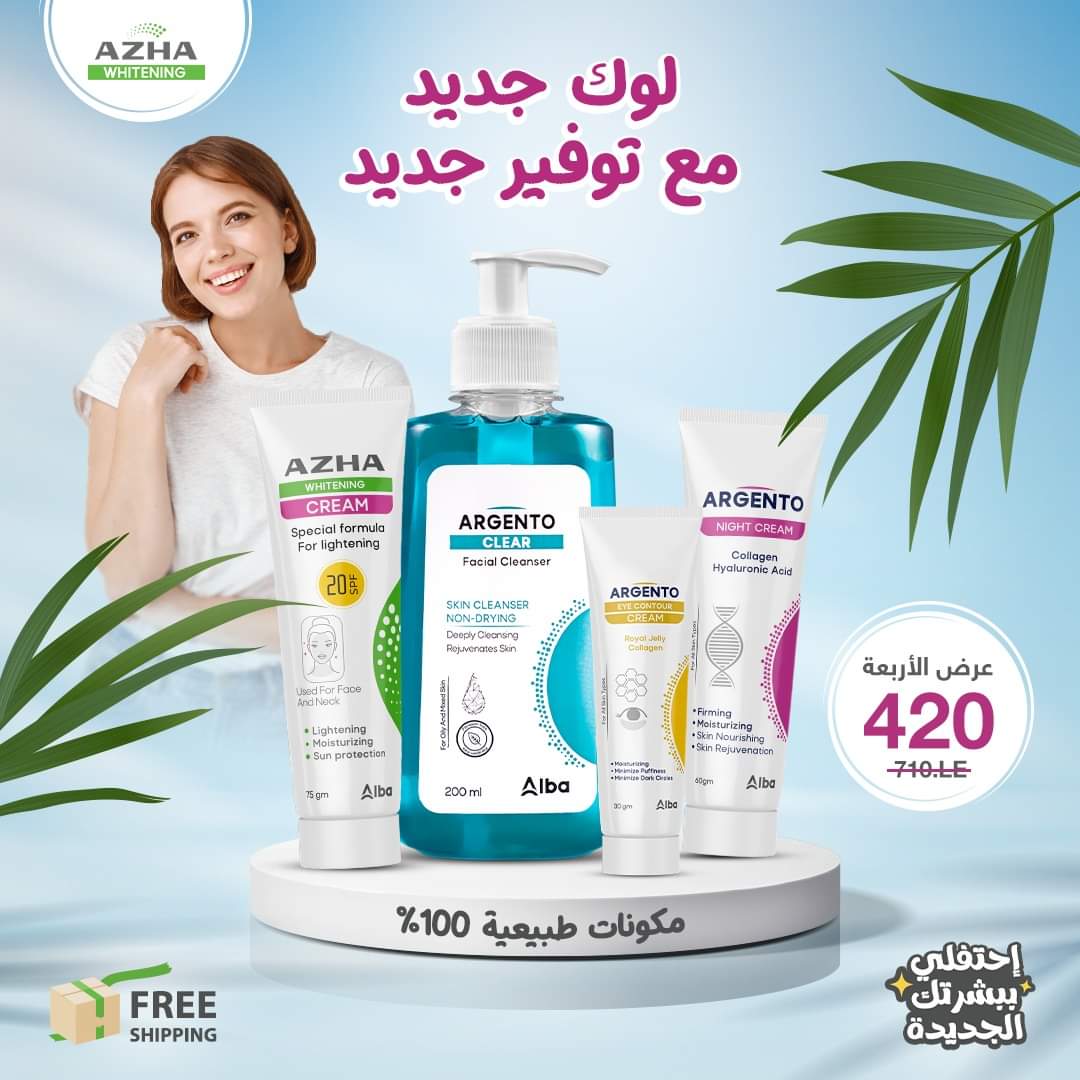 AZHA
WHITENING
لوك جديد
مع توفير جديد
AZHA
WHITENING
CREAM
Special formula
For lightening
20 SPF
Used For Face
And Neck
• Lightening
• Moisturizing
• Sun protection
75 gm
Alba
ARGENTO
CLEAR
Facial Cleanser
SKIN CLEANSER
NON-DRYING
Deeply Cleansing
Rejuvenates Skin
For Oily And Mixed Skin
200 ml
Alba
ARGENTO
EYE CONTOUR
CREAM
Royal Jelly
Collagen
For All Skin Types
• Moisturizing
• Minimize Puffiness
• Minimize Dark Circles
30 gm
Alba
ARGENTO
NIGHT CREAM
Collagen
Hyaluronic Acid
For All Skin Types
• Firming
• Moisturizing
• Skin Nourishing
• Skin Rejuvenation
60gm
Alba
عرض الأربعة
420
710.LE
مكونات طبيعية 100%
FREE
SHIPPING
إحتفلي
ببشرتك
الجديدة